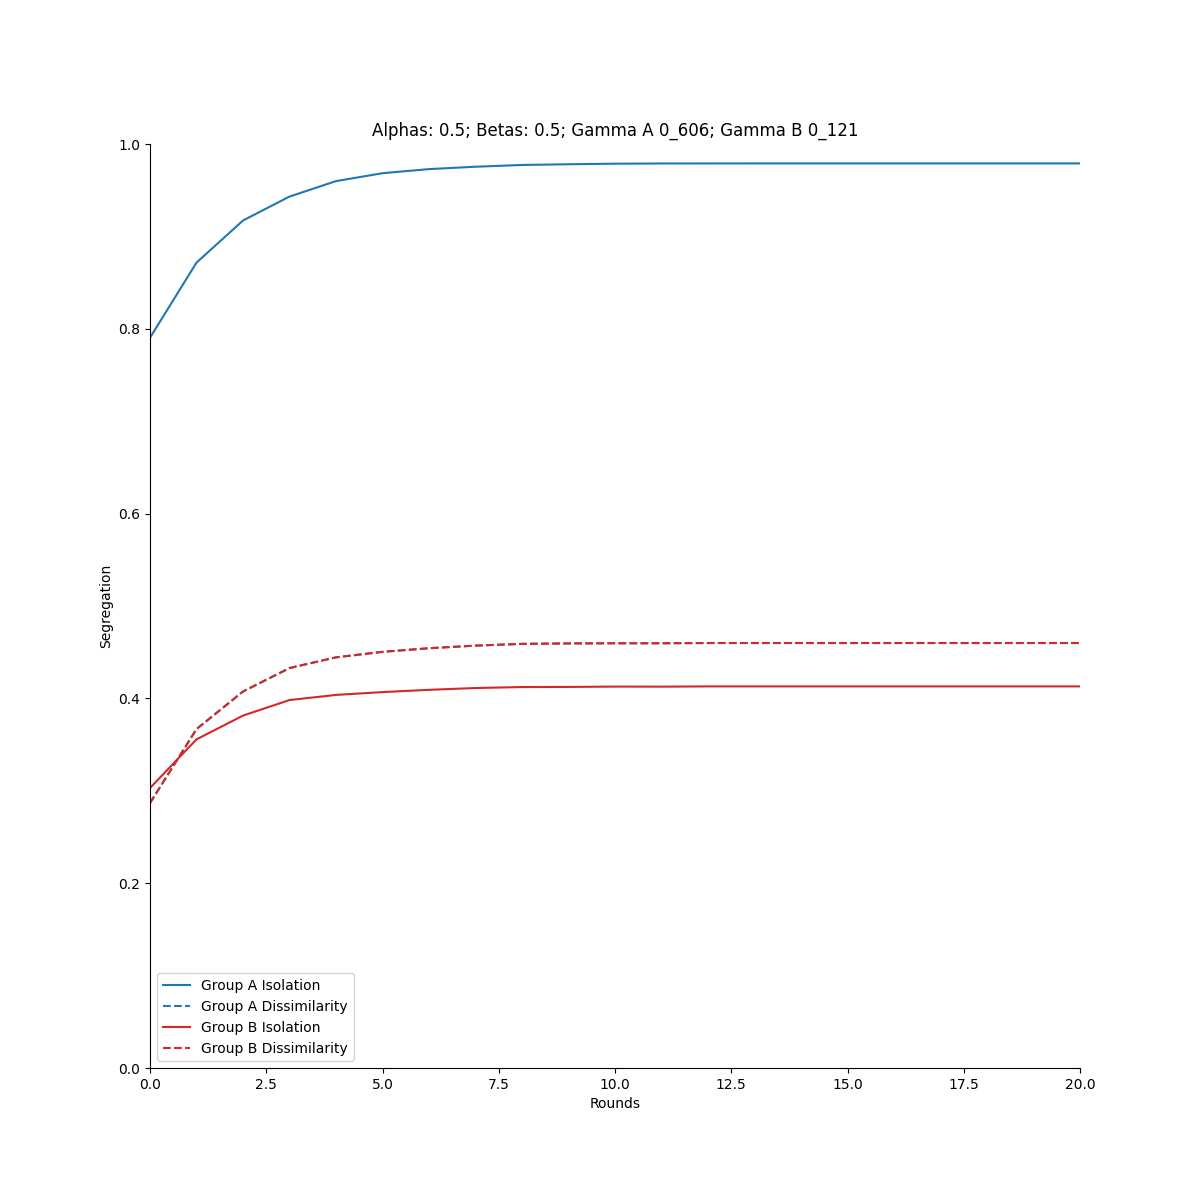 Alphas: 0.5; Betas: 0.5; Gamma A 0_606; Gamma B 0_121
1.0
0.8
0.6
0.4
0.2
0.0
Segregation
Group A Isolation
Group A Dissimilarity
Group B Isolation
Group B Dissimilarity
0.0 2.5 5.0 7.5 10.0 12.5 15.0 17.5 20.0
Rounds